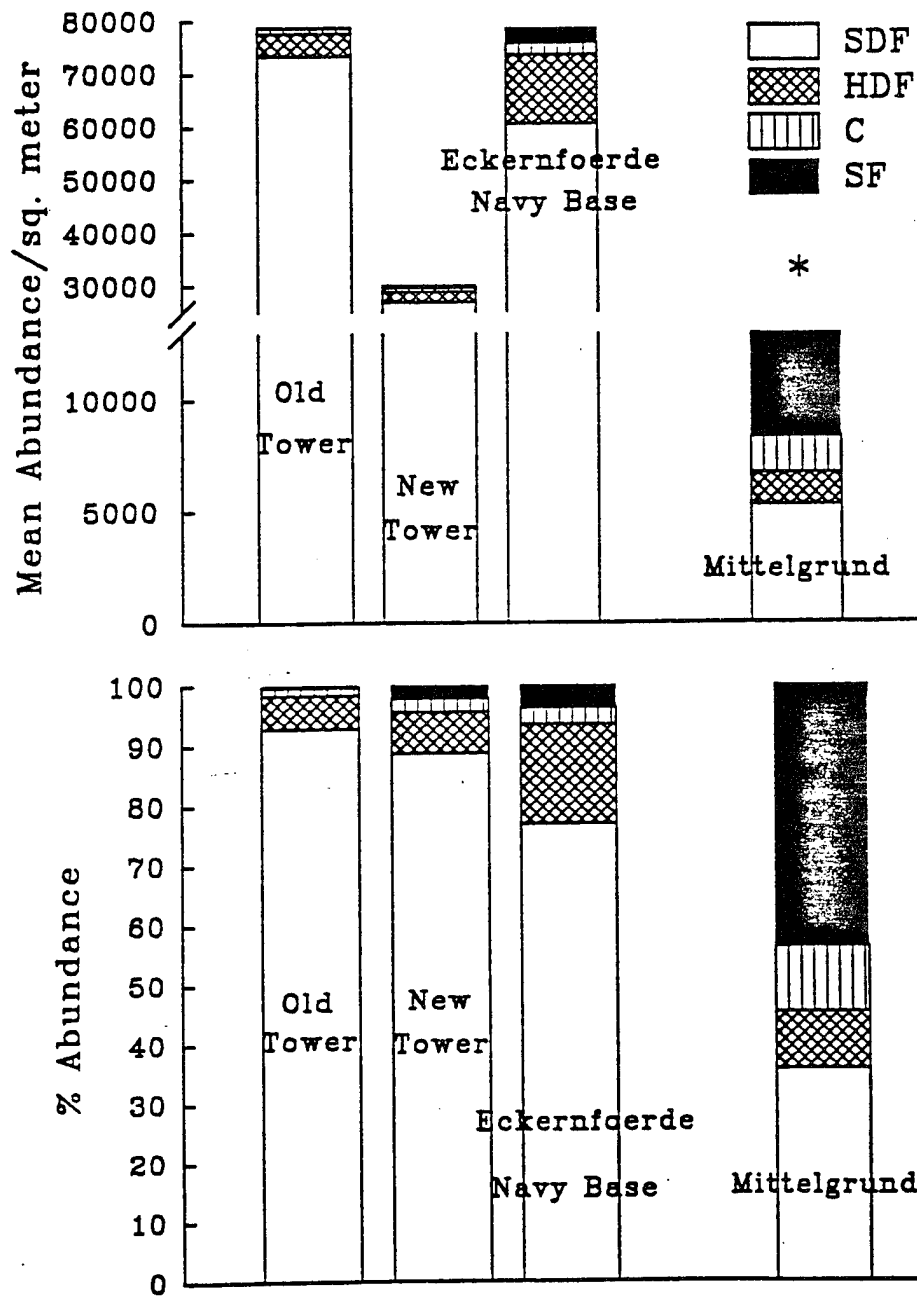 Mean Abundance/sq. meter
80000
70000
60000
50000
40000
30000
10000
5000
0
Old
Tower
New
Tower
Eckernfoerde
Navy Base
Mittelgrund
SDF
HDF
C
SF
*
% Abundance
100
90
80
70
60
50
40
30
20
10
0
Old
Tower
New
Tower
Eckernfoerde
Navy Base
Mittelgrund